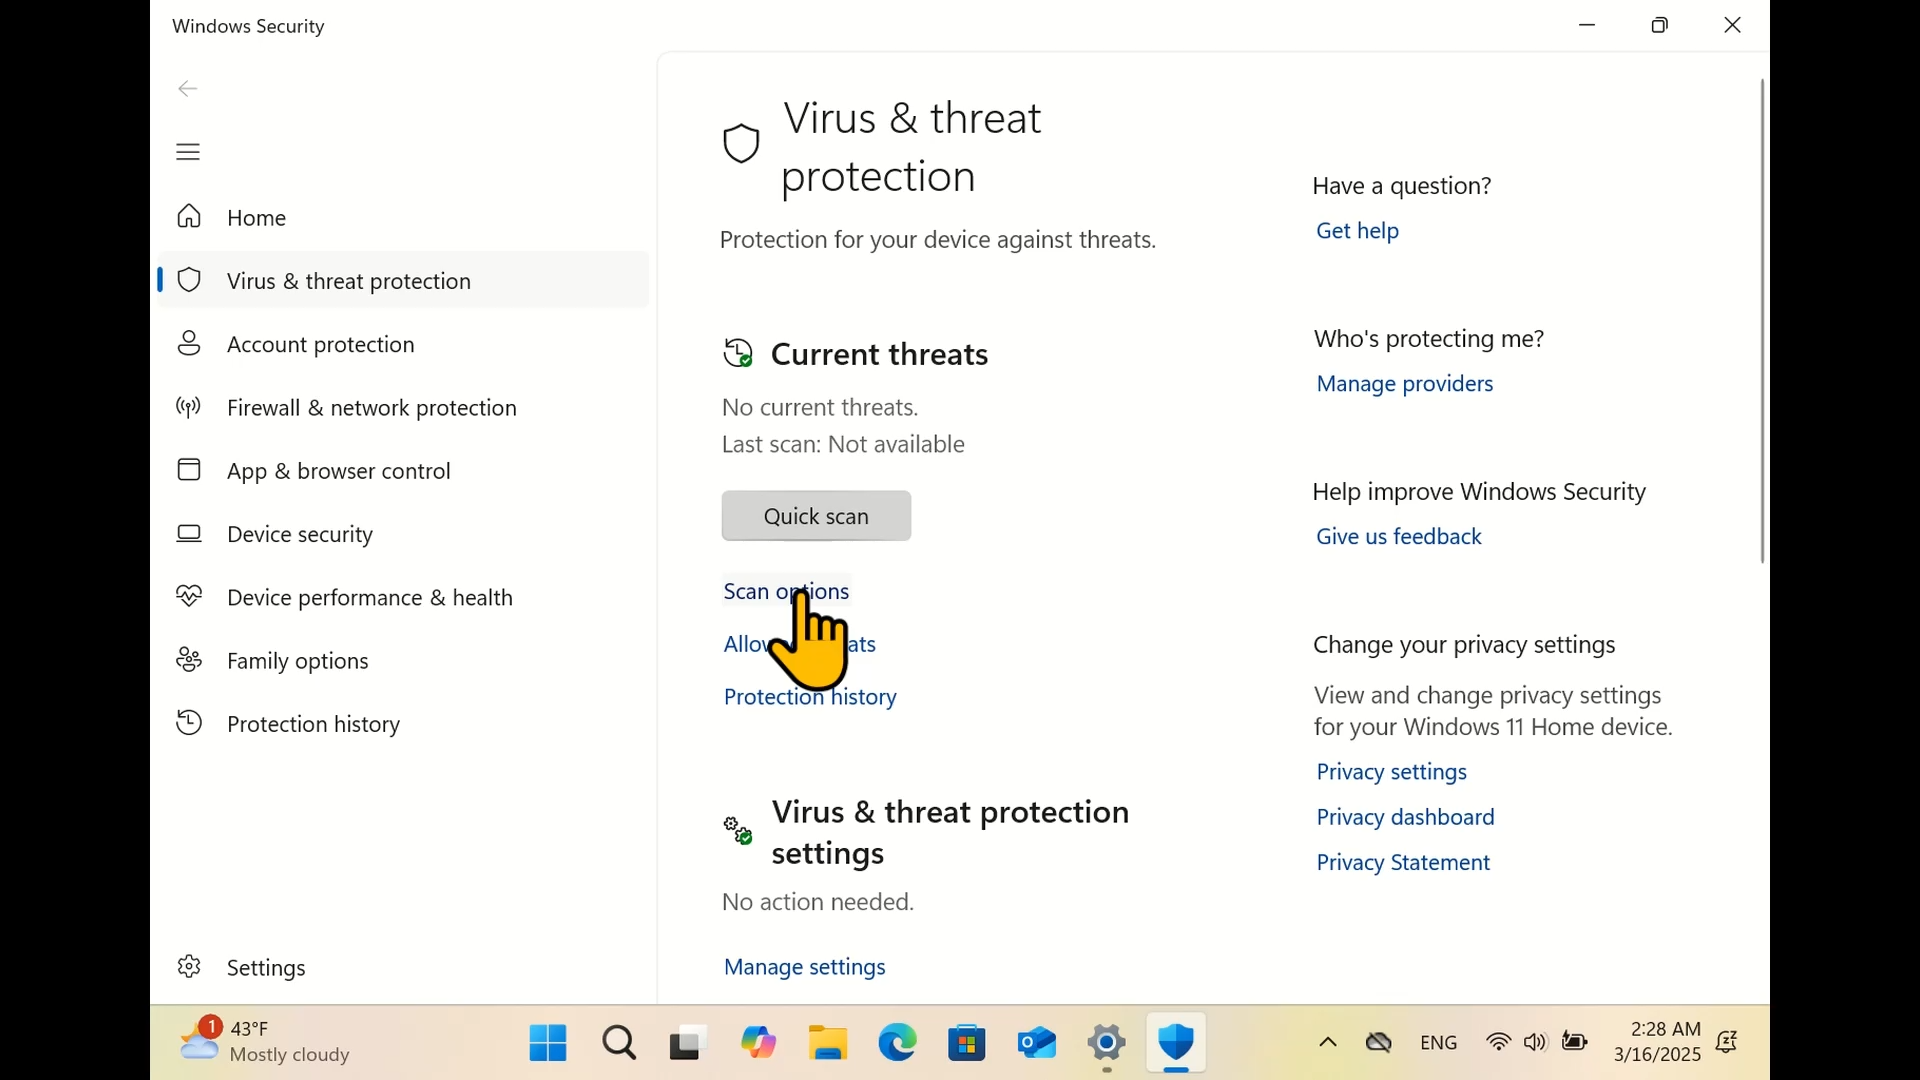 Windows Security
Home
Virus & threat protection
Account protection
Firewall & network protection
App & browser control
Device security
Device performance & health
Family options
Protection history
Settings
Virus & threat
protection
Protection for your device against threats.
Current threats
No current threats.
Last scan: Not available
Quick scan
Scan options
Allo ats
Protection history
Virus & threat protection
settings
No action needed.
Manage settings
Have a question?
Get help
Who's protecting me?
Manage providers
Help improve Windows Security
Give us feedback
Change your privacy settings
View and change privacy settings
for your Windows 11 Home device.
Privacy settings
Privacy dashboard
Privacy Statement
1
43°F
Mostly cloudy
ENG
2:28 AM
3/16/2025